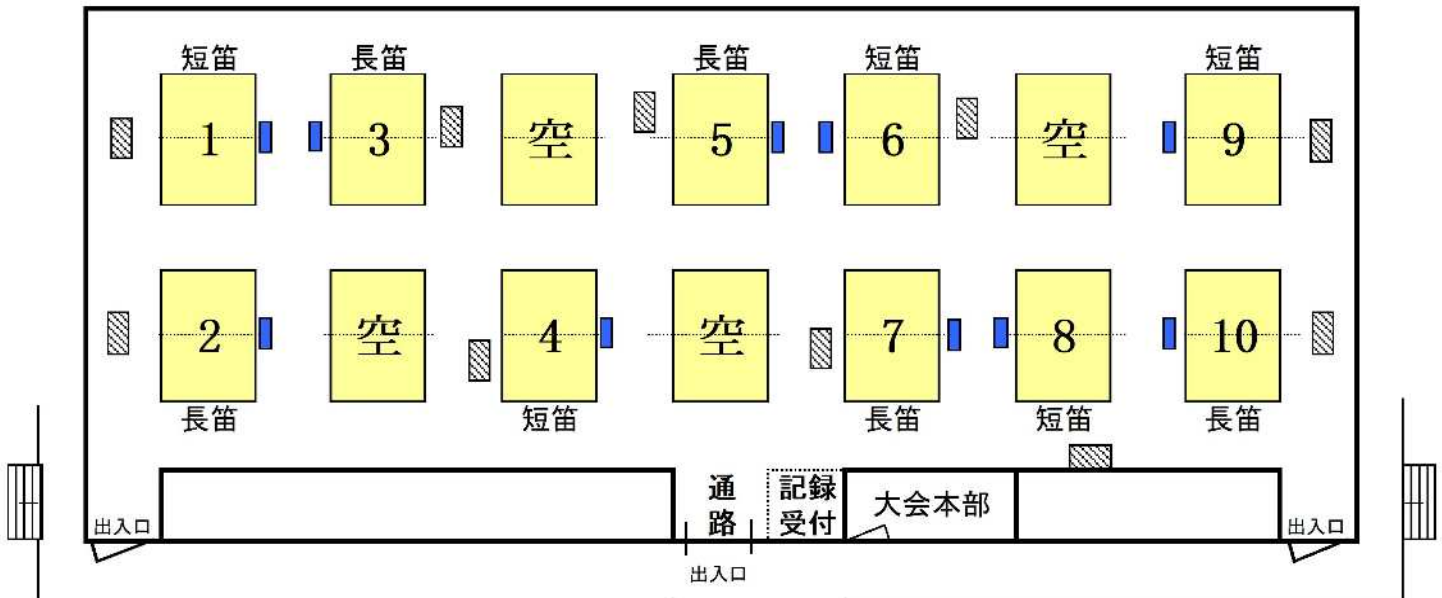 短笛 長笛 長笛 短笛 短笛
1 3 空 5 6 空 9
2 空 4 空 7 8 10
長笛 短笛 長笛 短笛 長笛
通路
記録
受付
大会本部
出入口
出入口
出入口